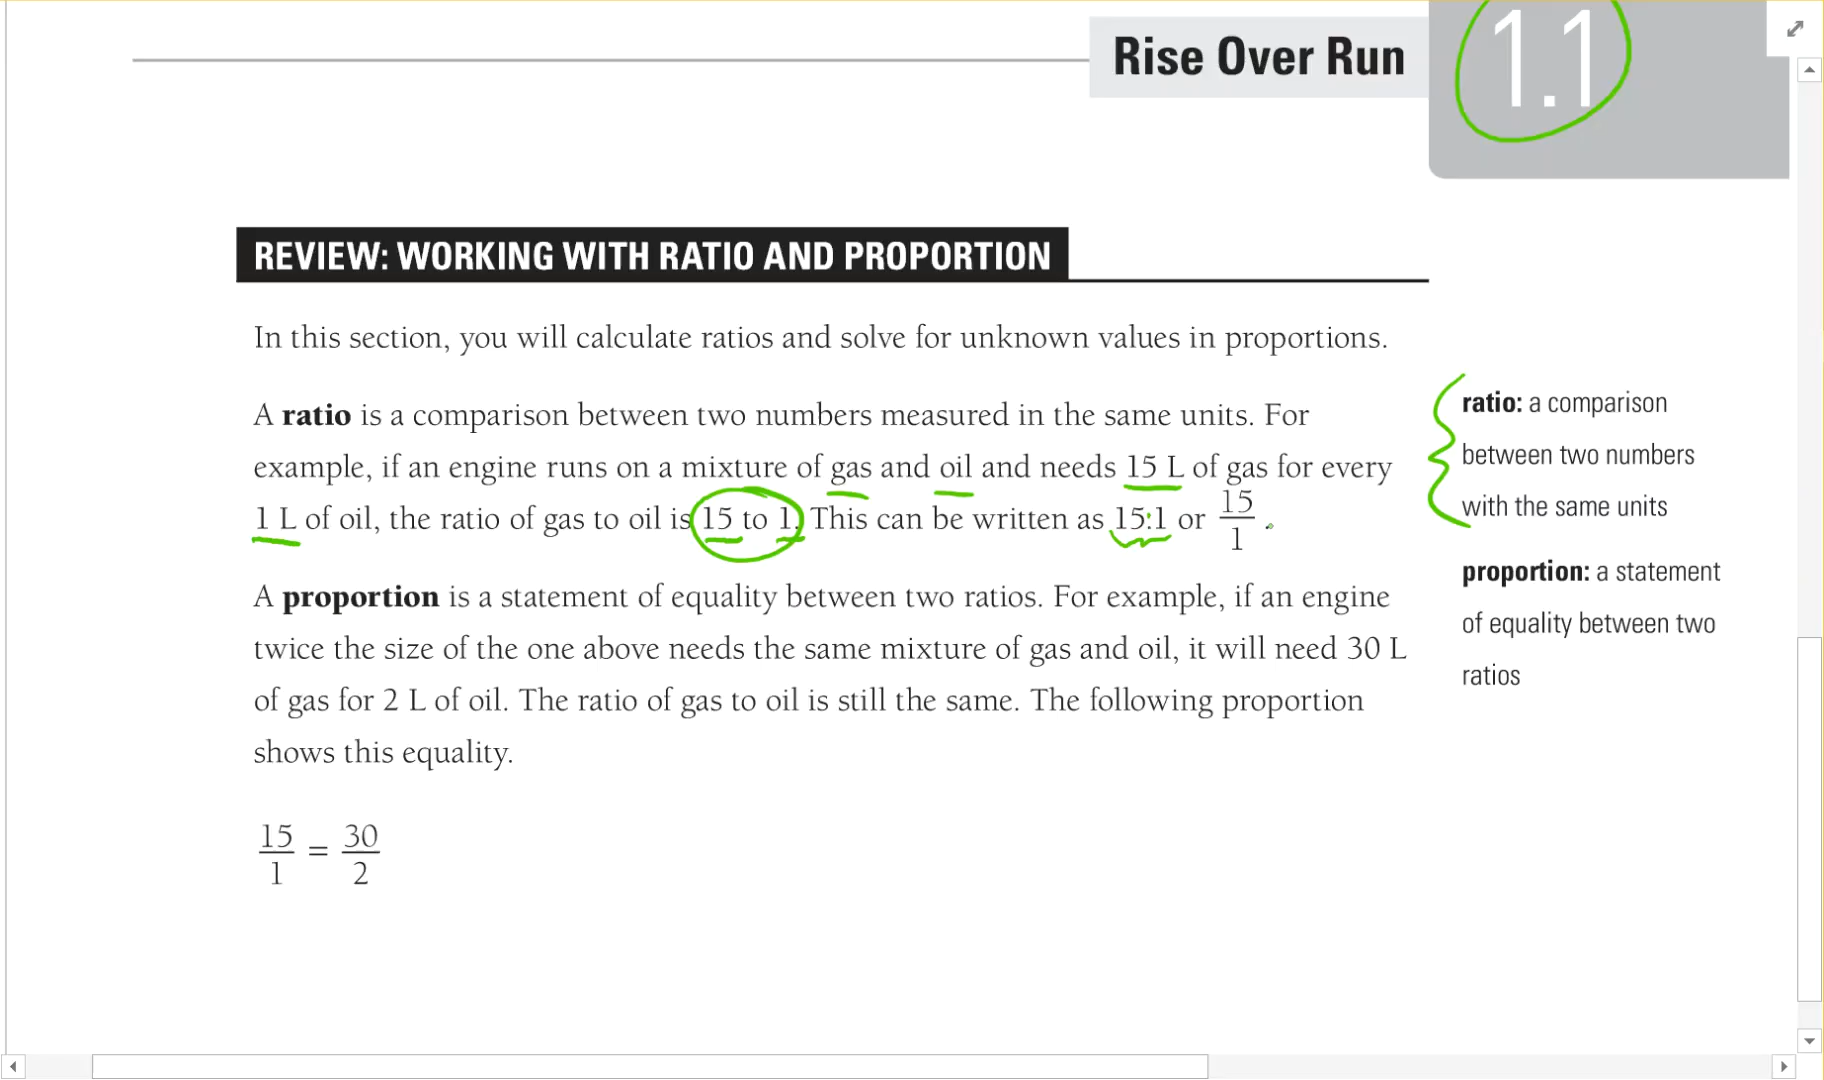 Rise Over Run
1.1
REVIEW: WORKING WITH RATIO AND PROPORTION
In this section, you will calculate ratios and solve for unknown values in proportions.
A ratio is a comparison between two numbers measured in the same units. For
example, if an engine runs on a mixture of gas and oil and needs 15 L of gas for every
1 L of oil, the ratio of gas to oil is 15 to 1. This can be written as 15:1 or 15/1.
ratio: a comparison
between two numbers
with the same units
A proportion is a statement of equality between two ratios. For example, if an engine
twice the size of the one above needs the same mixture of gas and oil, it will need 30 L
of gas for 2 L of oil. The ratio of gas to oil is still the same. The following proportion
shows this equality.
proportion: a statement
of equality between two
ratios
15/1 = 30/2